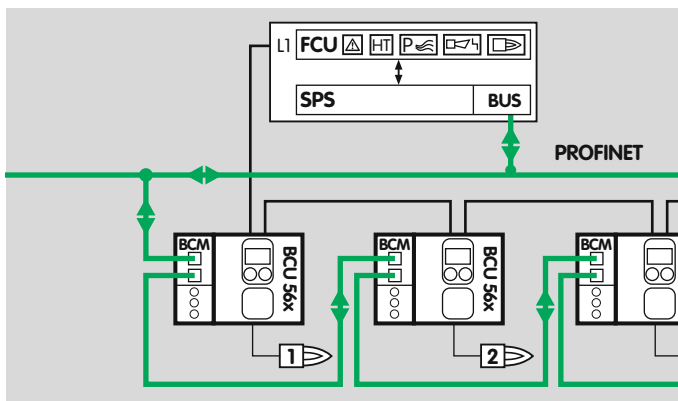 L1 FCU HT P
SPS BUS
PROFINET
BCM BCU 56x BCM BCU 56x BCM
1 2